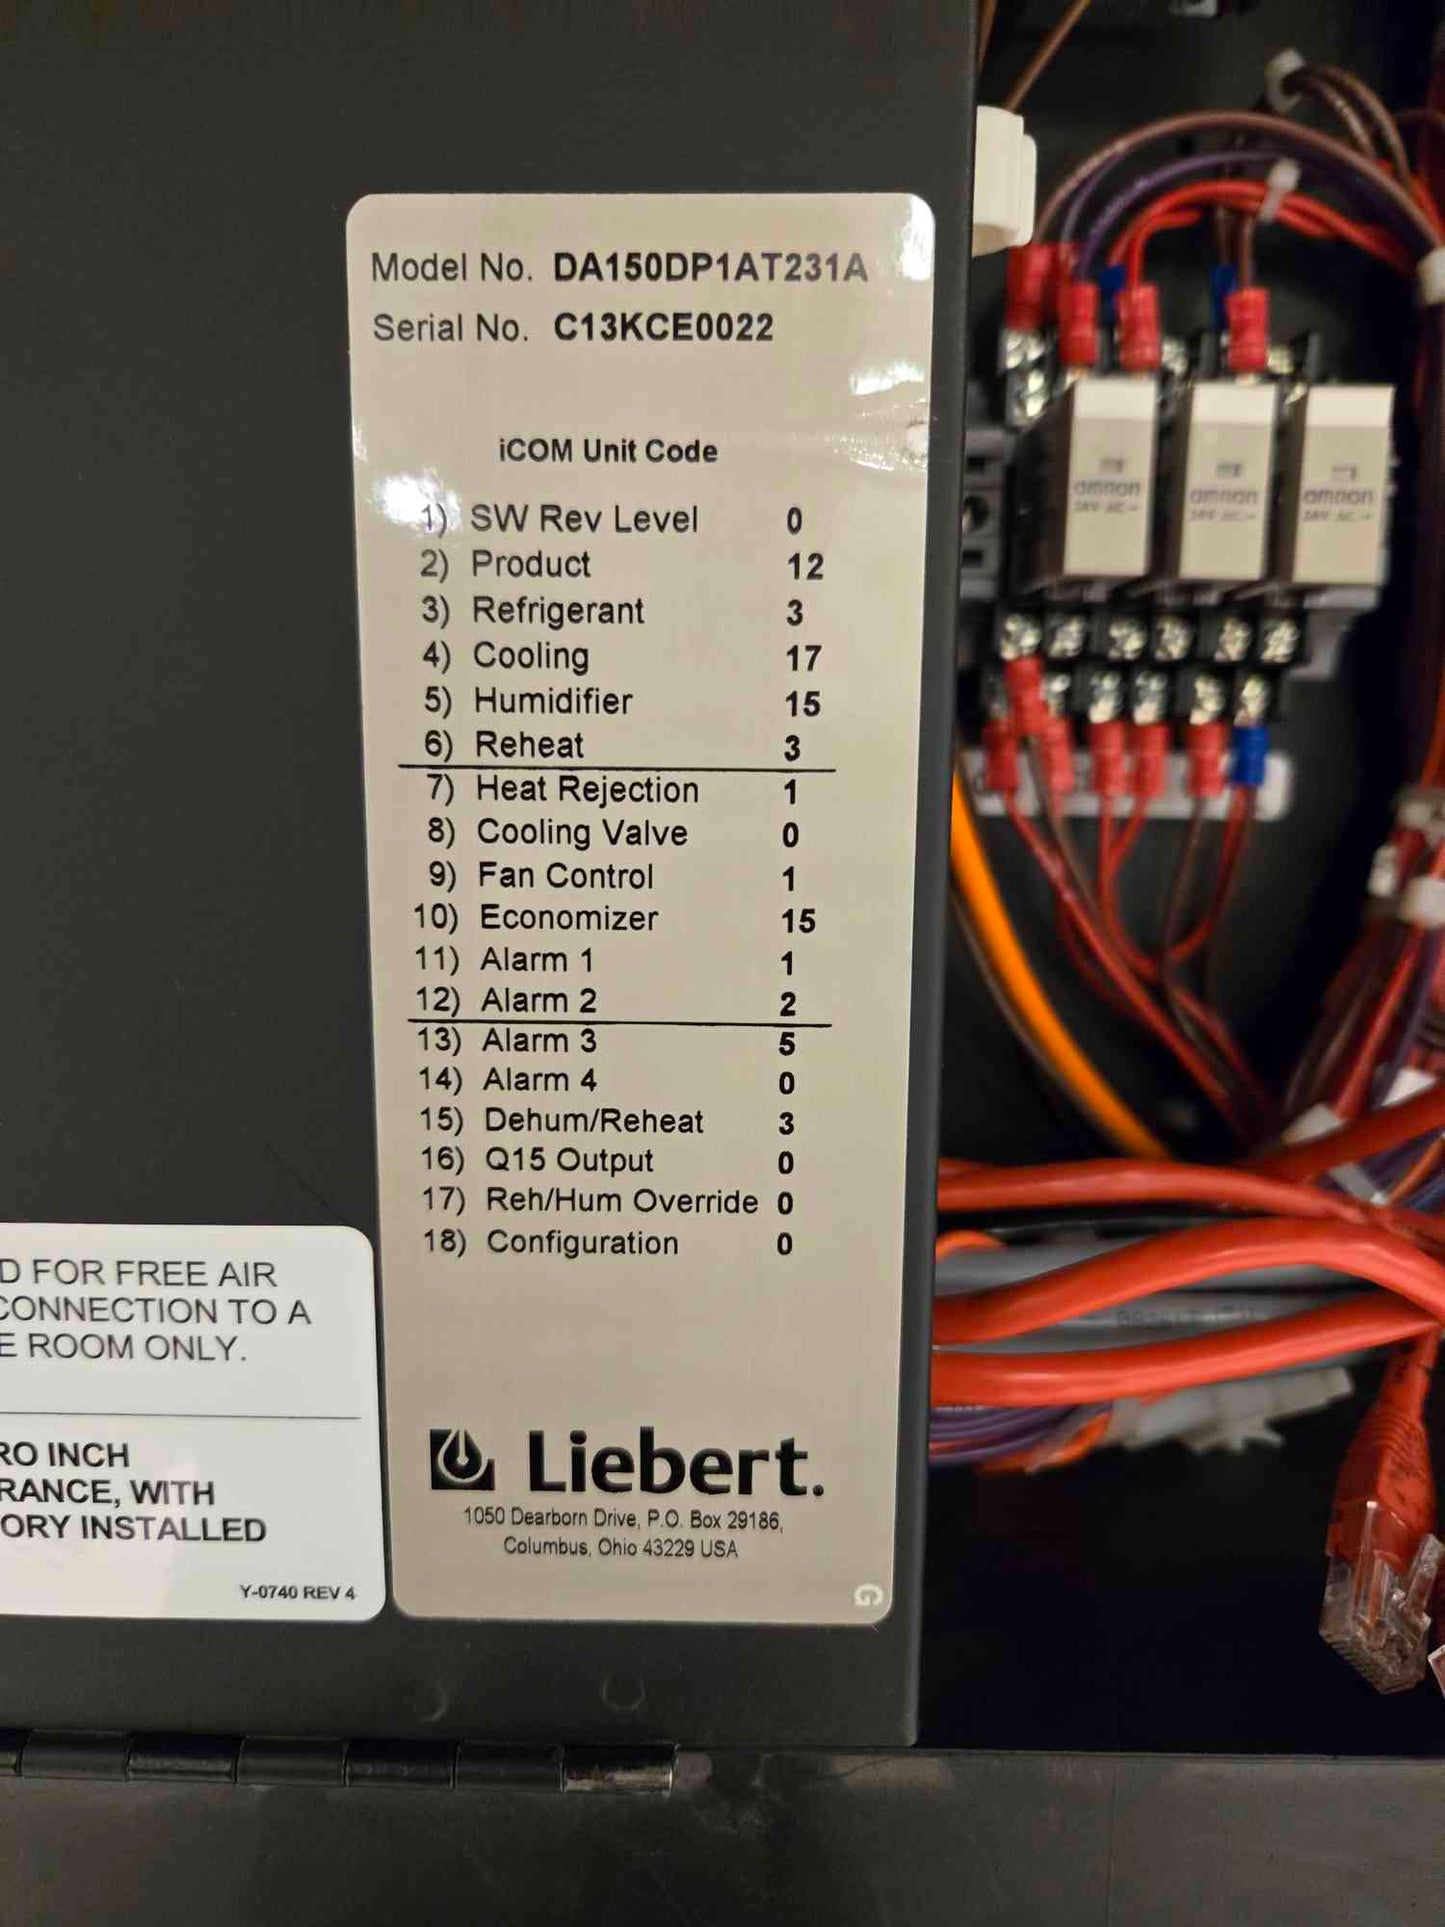 Model No. DA150DP1AT231A
Serial No. C13KCE0022
iCOM Unit Code
1) SW Rev Level 0
2) Product 12
3) Refrigerant 3
4) Cooling 17
5) Humidifier 15
6) Reheat 3
7) Heat Rejection 1
8) Cooling Valve 0
9) Fan Control 1
10) Economizer 15
11) Alarm 1 1
12) Alarm 2 2
13) Alarm 3 5
14) Alarm 4 0
15) Dehum/Reheat 3
16) Q15 Output 0
17) Reh/Hum Override 0
18) Configuration 0
Liebert.
1050 Dearborn Drive, P.O. Box 29186,
Columbus, Ohio 43229 USA
G
D FOR FREE AIR
CONNECTION TO A
E ROOM ONLY.
RO INCH
RANCE, WITH
ORY INSTALLED
Y-0740 REV 4
omron
omron
omron